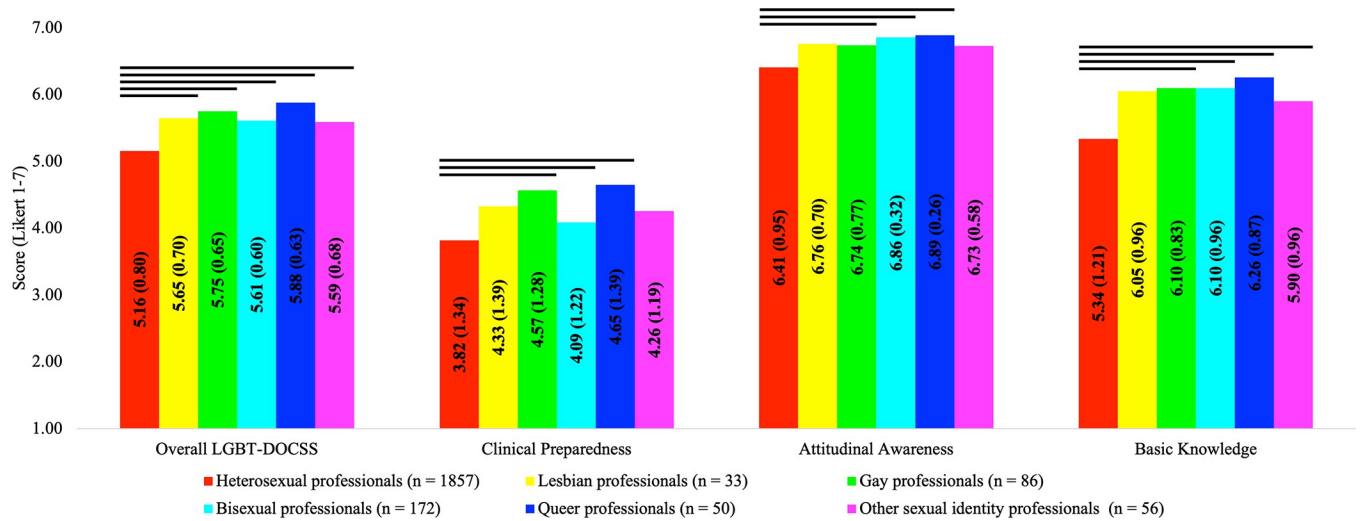 7.00
6.00
5.00
4.00
3.00
2.00
1.00
Score (Likert 1-7)
5.16 (0.80)
5.65 (0.70)
5.75 (0.65)
5.61 (0.60)
5.88 (0.63)
5.59 (0.68)
3.82 (1.34)
4.33 (1.39)
4.57 (1.28)
4.09 (1.22)
4.65 (1.39)
4.26 (1.19)
6.41 (0.95)
6.76 (0.70)
6.74 (0.77)
6.86 (0.32)
6.89 (0.26)
6.73 (0.58)
5.34 (1.21)
6.05 (0.96)
6.10 (0.83)
6.10 (0.96)
6.26 (0.87)
5.90 (0.96)
Overall LGBT-DOCSS
Clinical Preparedness
Attitudinal Awareness
Basic Knowledge
Heterosexual professionals (n = 1857)
Lesbian professionals (n = 33)
Gay professionals (n = 86)
Bisexual professionals (n = 172)
Queer professionals (n = 50)
Other sexual identity professionals (n = 56)